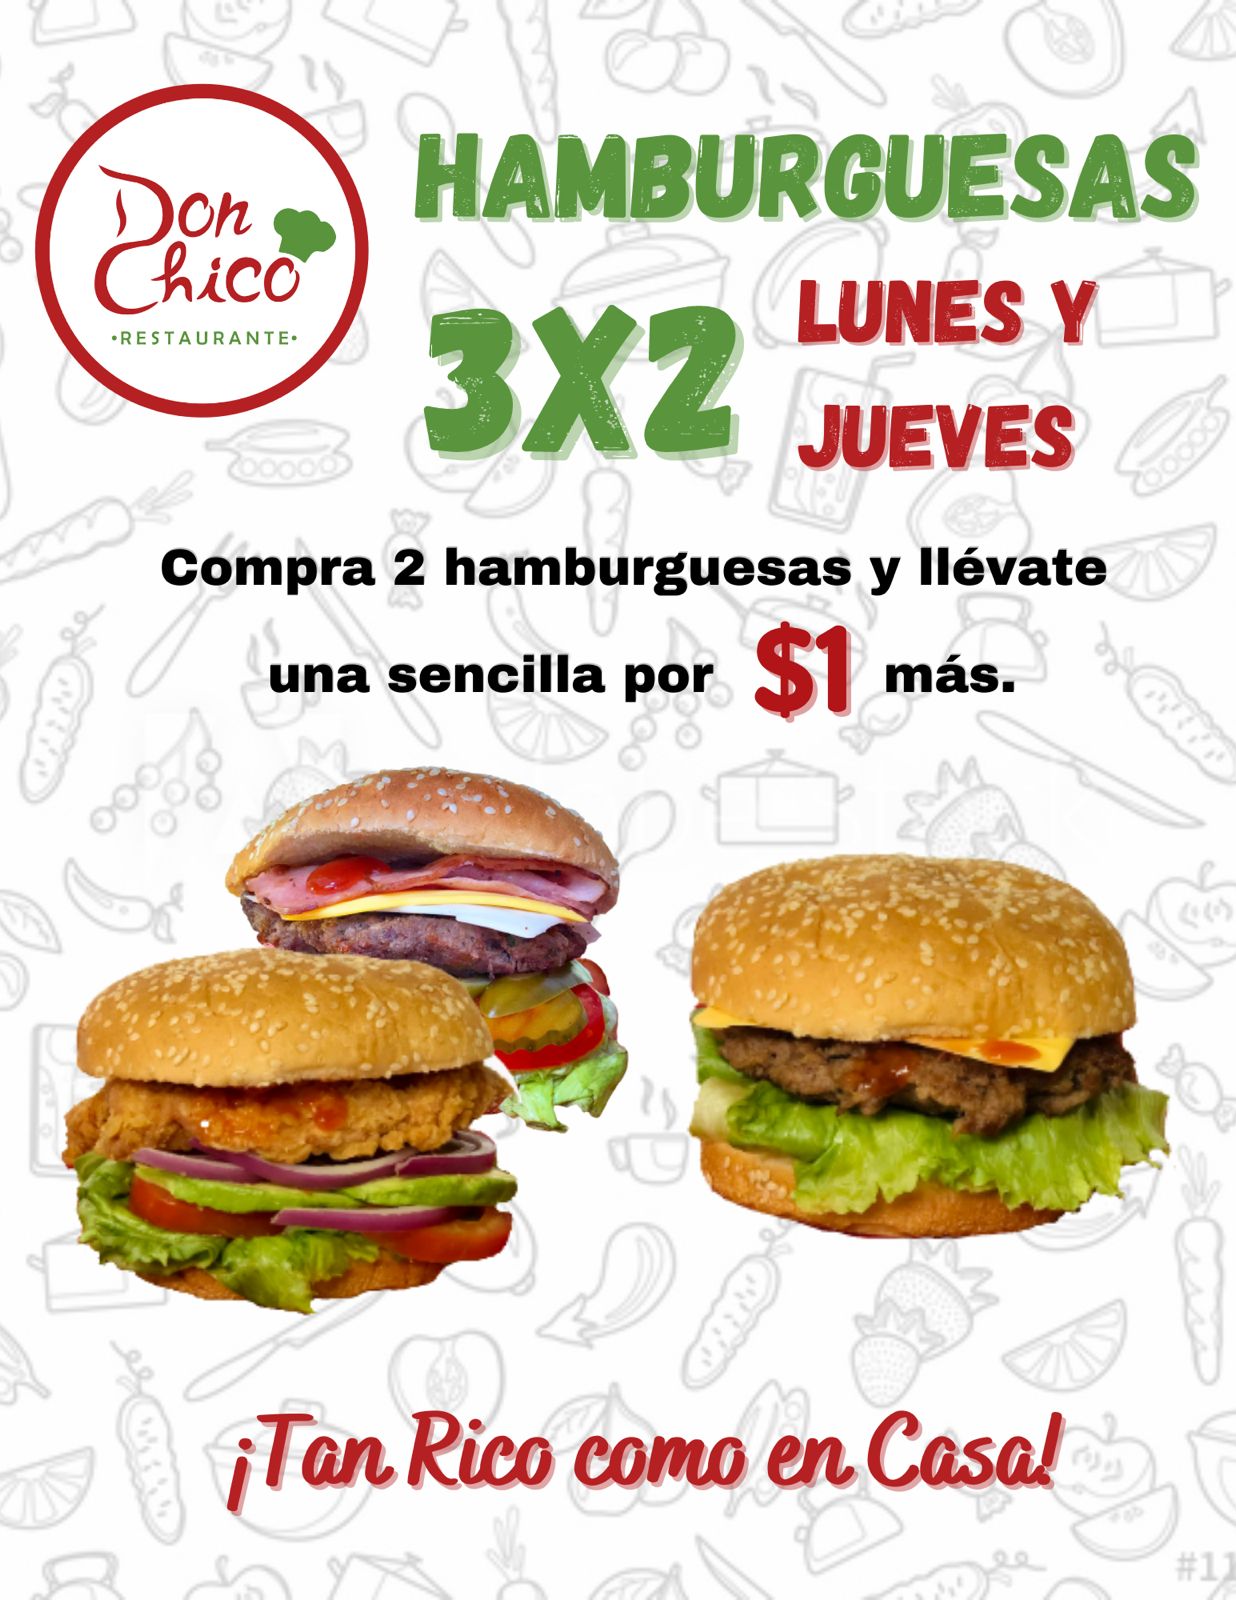 Don
Chico
•RESTAURANTE•
HAMBURGUESAS
3X2
LUNES Y
JUEVES
Compra 2 hamburguesas y llévate
una sencilla por $1 más.
¡Tan Rico como en Casa!